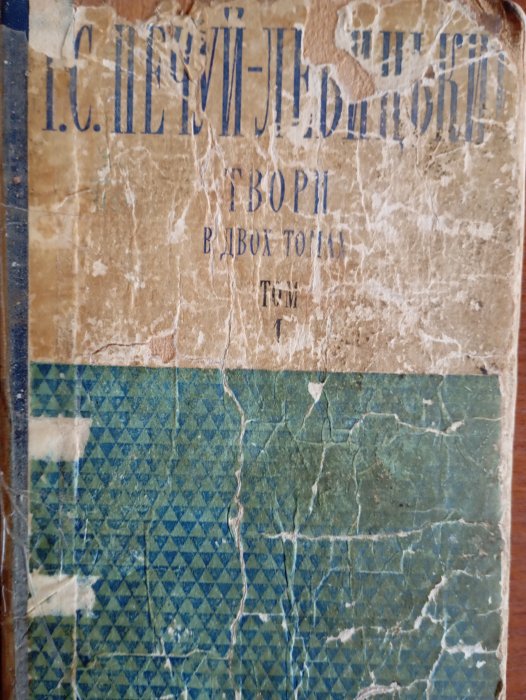 І.С. НЕЧУЙ-ЛЕВИЦЬКИЙ
ТВОРИ
В ДВОХ ТОМАХ
ТОМ
1